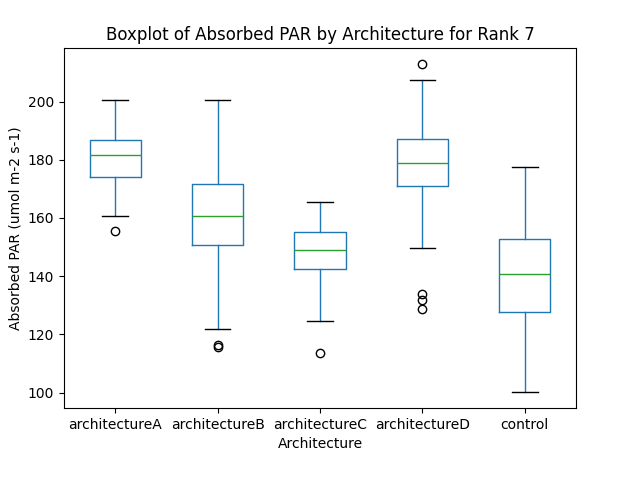 Boxplot of Absorbed PAR by Architecture for Rank 7
Absorbed PAR (umol m-2 s-1)
200
180
160
140
120
100
architectureA architectureB architectureC architectureD control
Architecture